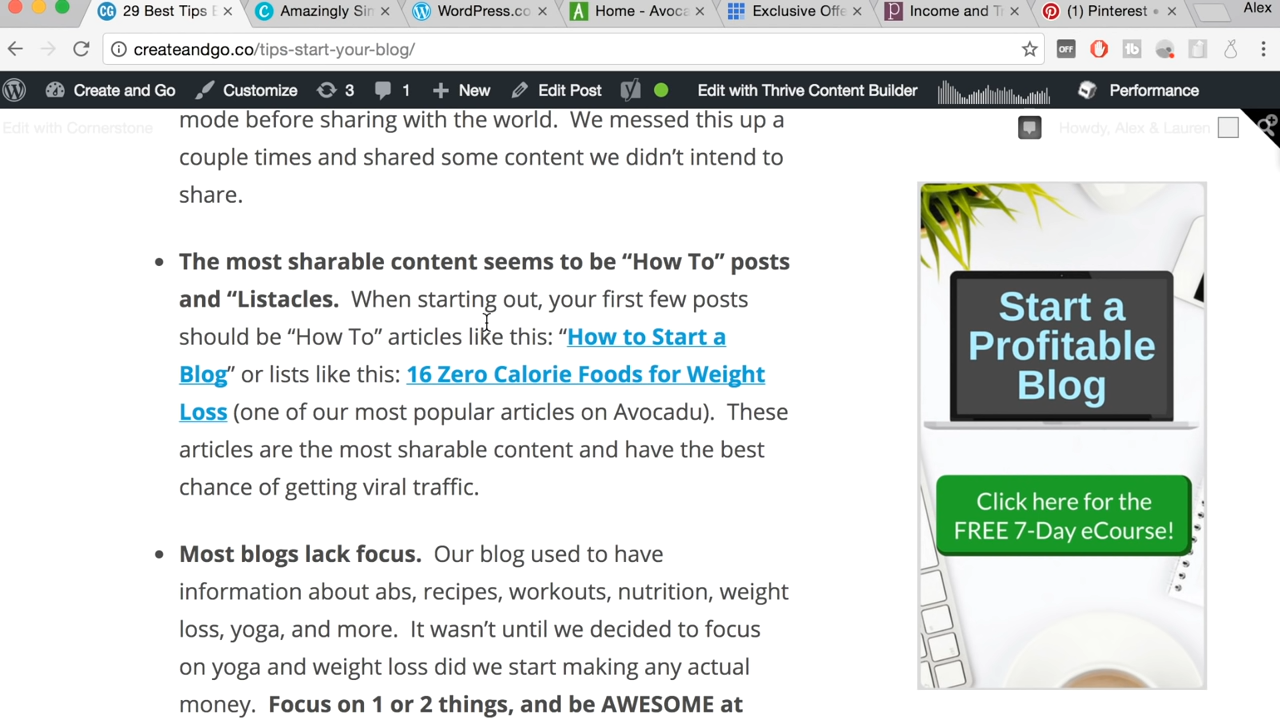 29 Best Tips
Amazingly Sim
WordPress.co
Home - Avoca
Exclusive Offe
Income and Tr
(1) Pinterest
Alex
createandgo.co/tips-start-your-blog/
OFF
Create and Go
Customize
3
1
New
Edit Post
Edit with Thrive Content Builder
Performance
Edit with Cornerstone
Howdy, Alex & Lauren
mode before sharing with the world. We messed this up a
couple times and shared some content we didn’t intend to
share.
The most sharable content seems to be “How To” posts
and “Listacles. When starting out, your first few posts
should be “How To” articles like this: “How to Start a
Blog” or lists like this: 16 Zero Calorie Foods for Weight
Loss (one of our most popular articles on Avocadu). These
articles are the most sharable content and have the best
chance of getting viral traffic.
Most blogs lack focus. Our blog used to have
information about abs, recipes, workouts, nutrition, weight
loss, yoga, and more. It wasn’t until we decided to focus
on yoga and weight loss did we start making any actual
money. Focus on 1 or 2 things, and be AWESOME at
Start a
Profitable
Blog
Click here for the
FREE 7-Day eCourse!